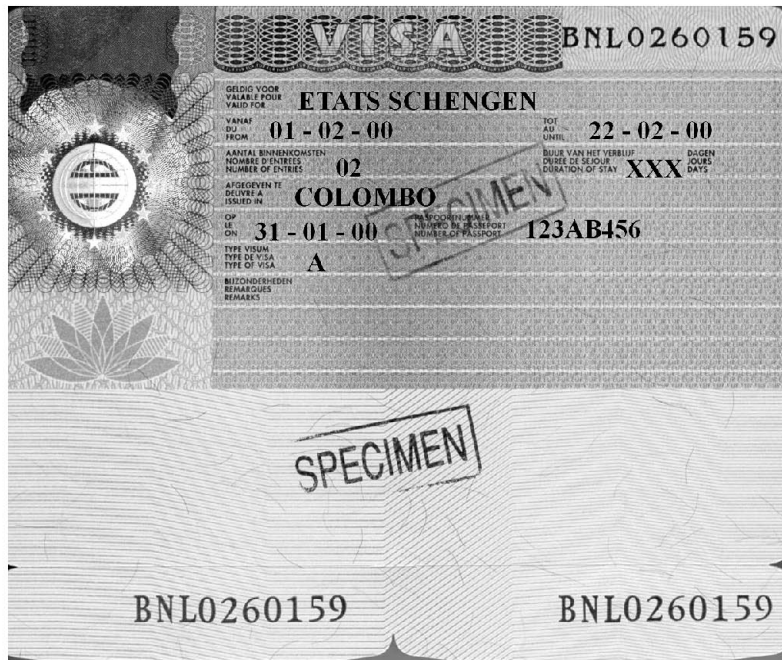 VISA BNL0260159
GELDIG VOOR
VALABLE POUR
VALID FOR
ETATS SCHENGEN
VANAF
DU
FROM
01 - 02 - 00
TOT
AU
UNTIL
22 - 02 - 00
AANTAL BINNENKOMSTEN
NOMBRE D'ENTREES
NUMBER OF ENTRIES
02
DUUR VAN HET VERBLIJF
DUREE DE SEJOUR
DURATION OF STAY
XXX
DAGEN
JOURS
DAYS
AFGEGEVEN TE
DELIVRE A
ISSUED IN
COLOMBO
OP
LE
ON
31 - 01 - 00
PASPOORTNUMMER
NUMERO DE PASSEPORT
NUMBER OF PASSPORT
123AB456
SPECIMEN
TYPE VISUM
TYPE DE VISA
TYPE OF VISA
A
BIJZONDERHEDEN
REMARQUES
REMARKS
SPECIMEN
BNL0260159 BNL0260159